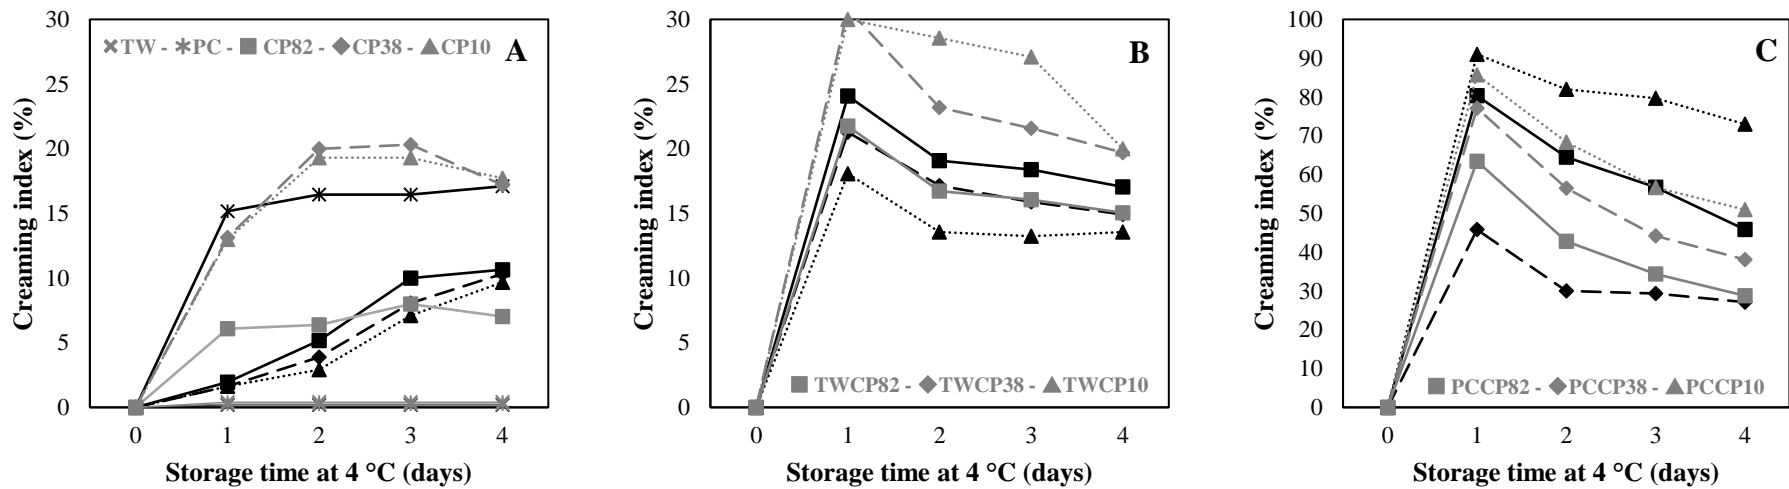 Creaming index (%)
30
25
20
15
10
5
0
TW - PC - CP82 - CP38 - CP10
A
0 1 2 3 4
Storage time at 4 °C (days)
Creaming index (%)
30
25
20
15
10
5
0
B
TWCP82 - TWCP38 - TWCP10
0 1 2 3 4
Storage time at 4 °C (days)
Creaming index (%)
100
90
80
70
60
50
40
30
20
10
0
C
PCCP82 - PCCP38 - PCCP10
0 1 2 3 4
Storage time at 4 °C (days)